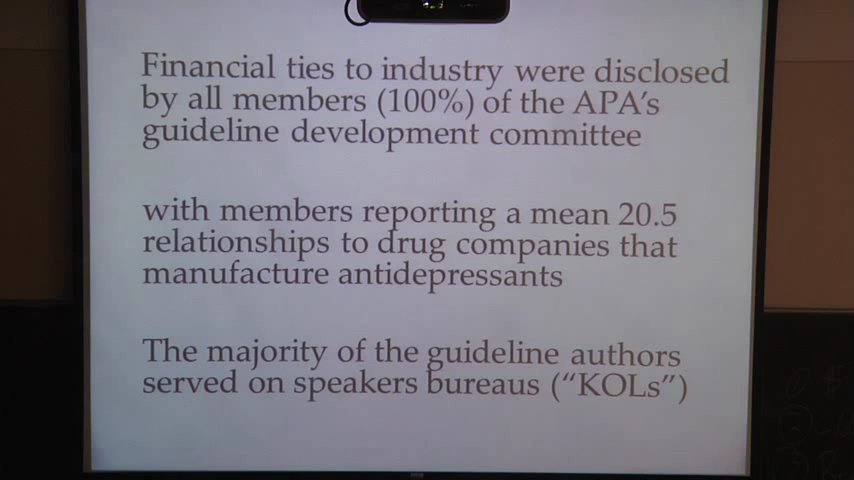 Financial ties to industry were disclosed
by all members (100%) of the APA's
guideline development committee
with members reporting a mean 20.5
relationships to drug companies that
manufacture antidepressants
The majority of the guideline authors
served on speakers bureaus (“KOLs”)